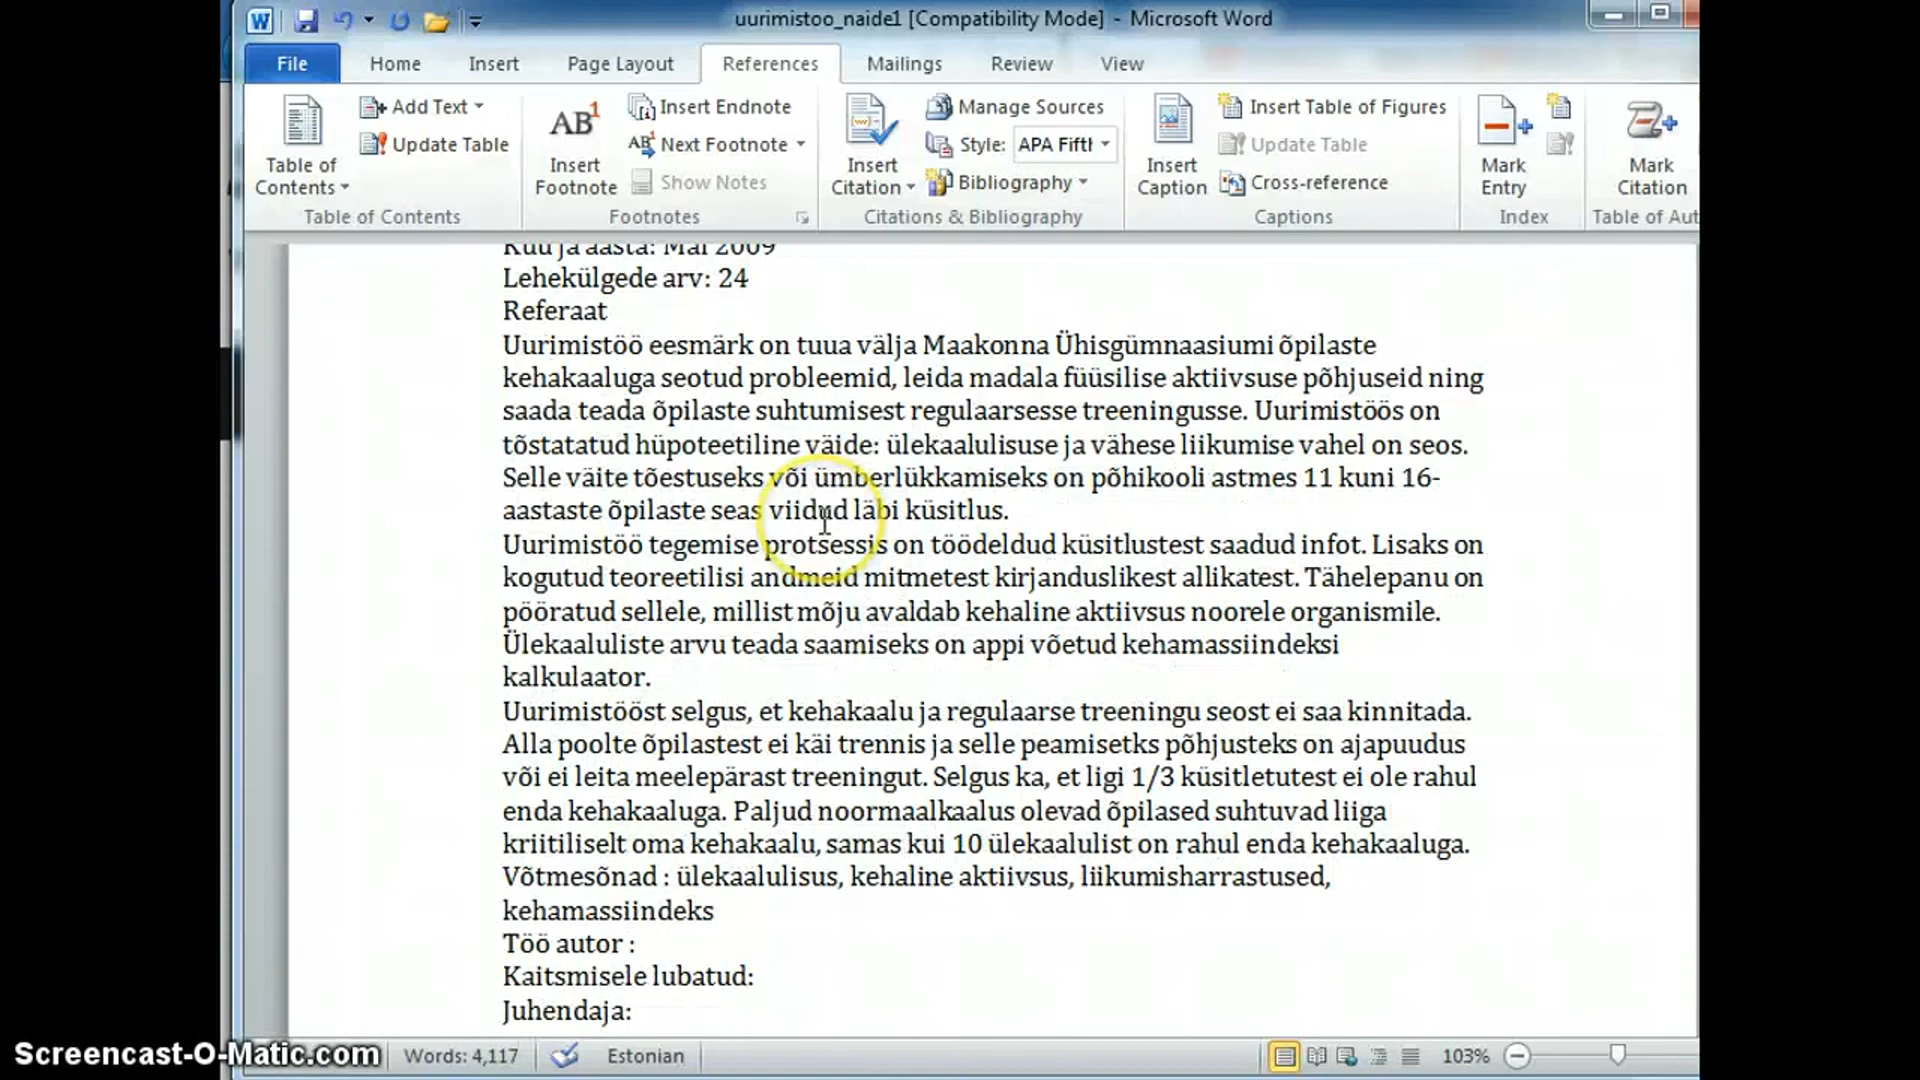 uurimistoo_naide1 [Compatibility Mode] - Microsoft Word
File Home Insert Page Layout References Mailings Review View
Table of Contents
Add Text
Update Table
Table of Contents
AB1 Insert Footnote
Insert Endnote
AB1 Next Footnote
Show Notes
Footnotes
Insert Citation
Manage Sources
Style: APA Fift
Bibliography
Citations & Bibliography
Insert Caption
Insert Table of Figures
Update Table
Cross-reference
Captions
Mark Entry
Index
Mark Citation
Table of Aut
Kuu ja aasta: Mai 2009
Lehekülgede arv: 24
Referaat
Uurimistöö eesmärk on tuua välja Maakonna Ühisgümnaasiumi õpilaste
kehakaaluga seotud probleemid, leida madala füüsilise aktiivsuse põhjuseid ning
saada teada õpilaste suhtumisest regulaarsesse treeningusse. Uurimistöös on
tõstatatud hüpoteetiline väide: ülekaalulisuse ja vähese liikumise vahel on seos.
Selle väite tõestuseks või ümberlükkamiseks on põhikooli astmes 11 kuni 16-
aastaste õpilaste seas viidud läbi küsitlus.
Uurimistöö tegemise protsessis on töödeldud küsitlustest saadud infot. Lisaks on
kogutud teoreetilisi andmeid mitmetest kirjanduslikest allikatest. Tähelepanu on
pööratud sellele, millist mõju avaldab kehaline aktiivsus noorele organismile.
Ülekaaluliste arvu teada saamiseks on appi võetud kehamassiindeksi
kalkulaator.
Uurimistööst selgus, et kehakaalu ja regulaarse treeningu seost ei saa kinnitada.
Alla poolte õpilastest ei käi trennis ja selle peamisetks põhjusteks on ajapuudus
või ei leita meelepärast treeningut. Selgus ka, et ligi 1/3 küsitletutest ei ole rahul
enda kehakaaluga. Paljud noormaalkaalus olevad õpilased suhtuvad liiga
kriitiliselt oma kehakaalu, samas kui 10 ülekaalulist on rahul enda kehakaaluga.
Võtmesõnad : ülekaalulisus, kehaline aktiivsus, liikumisharrastused,
kehamassiindeks
Töö autor :
Kaitsmisele lubatud:
Juhendaja:
Screencast-O-Matic.com Words: 4,117 Estonian 103%